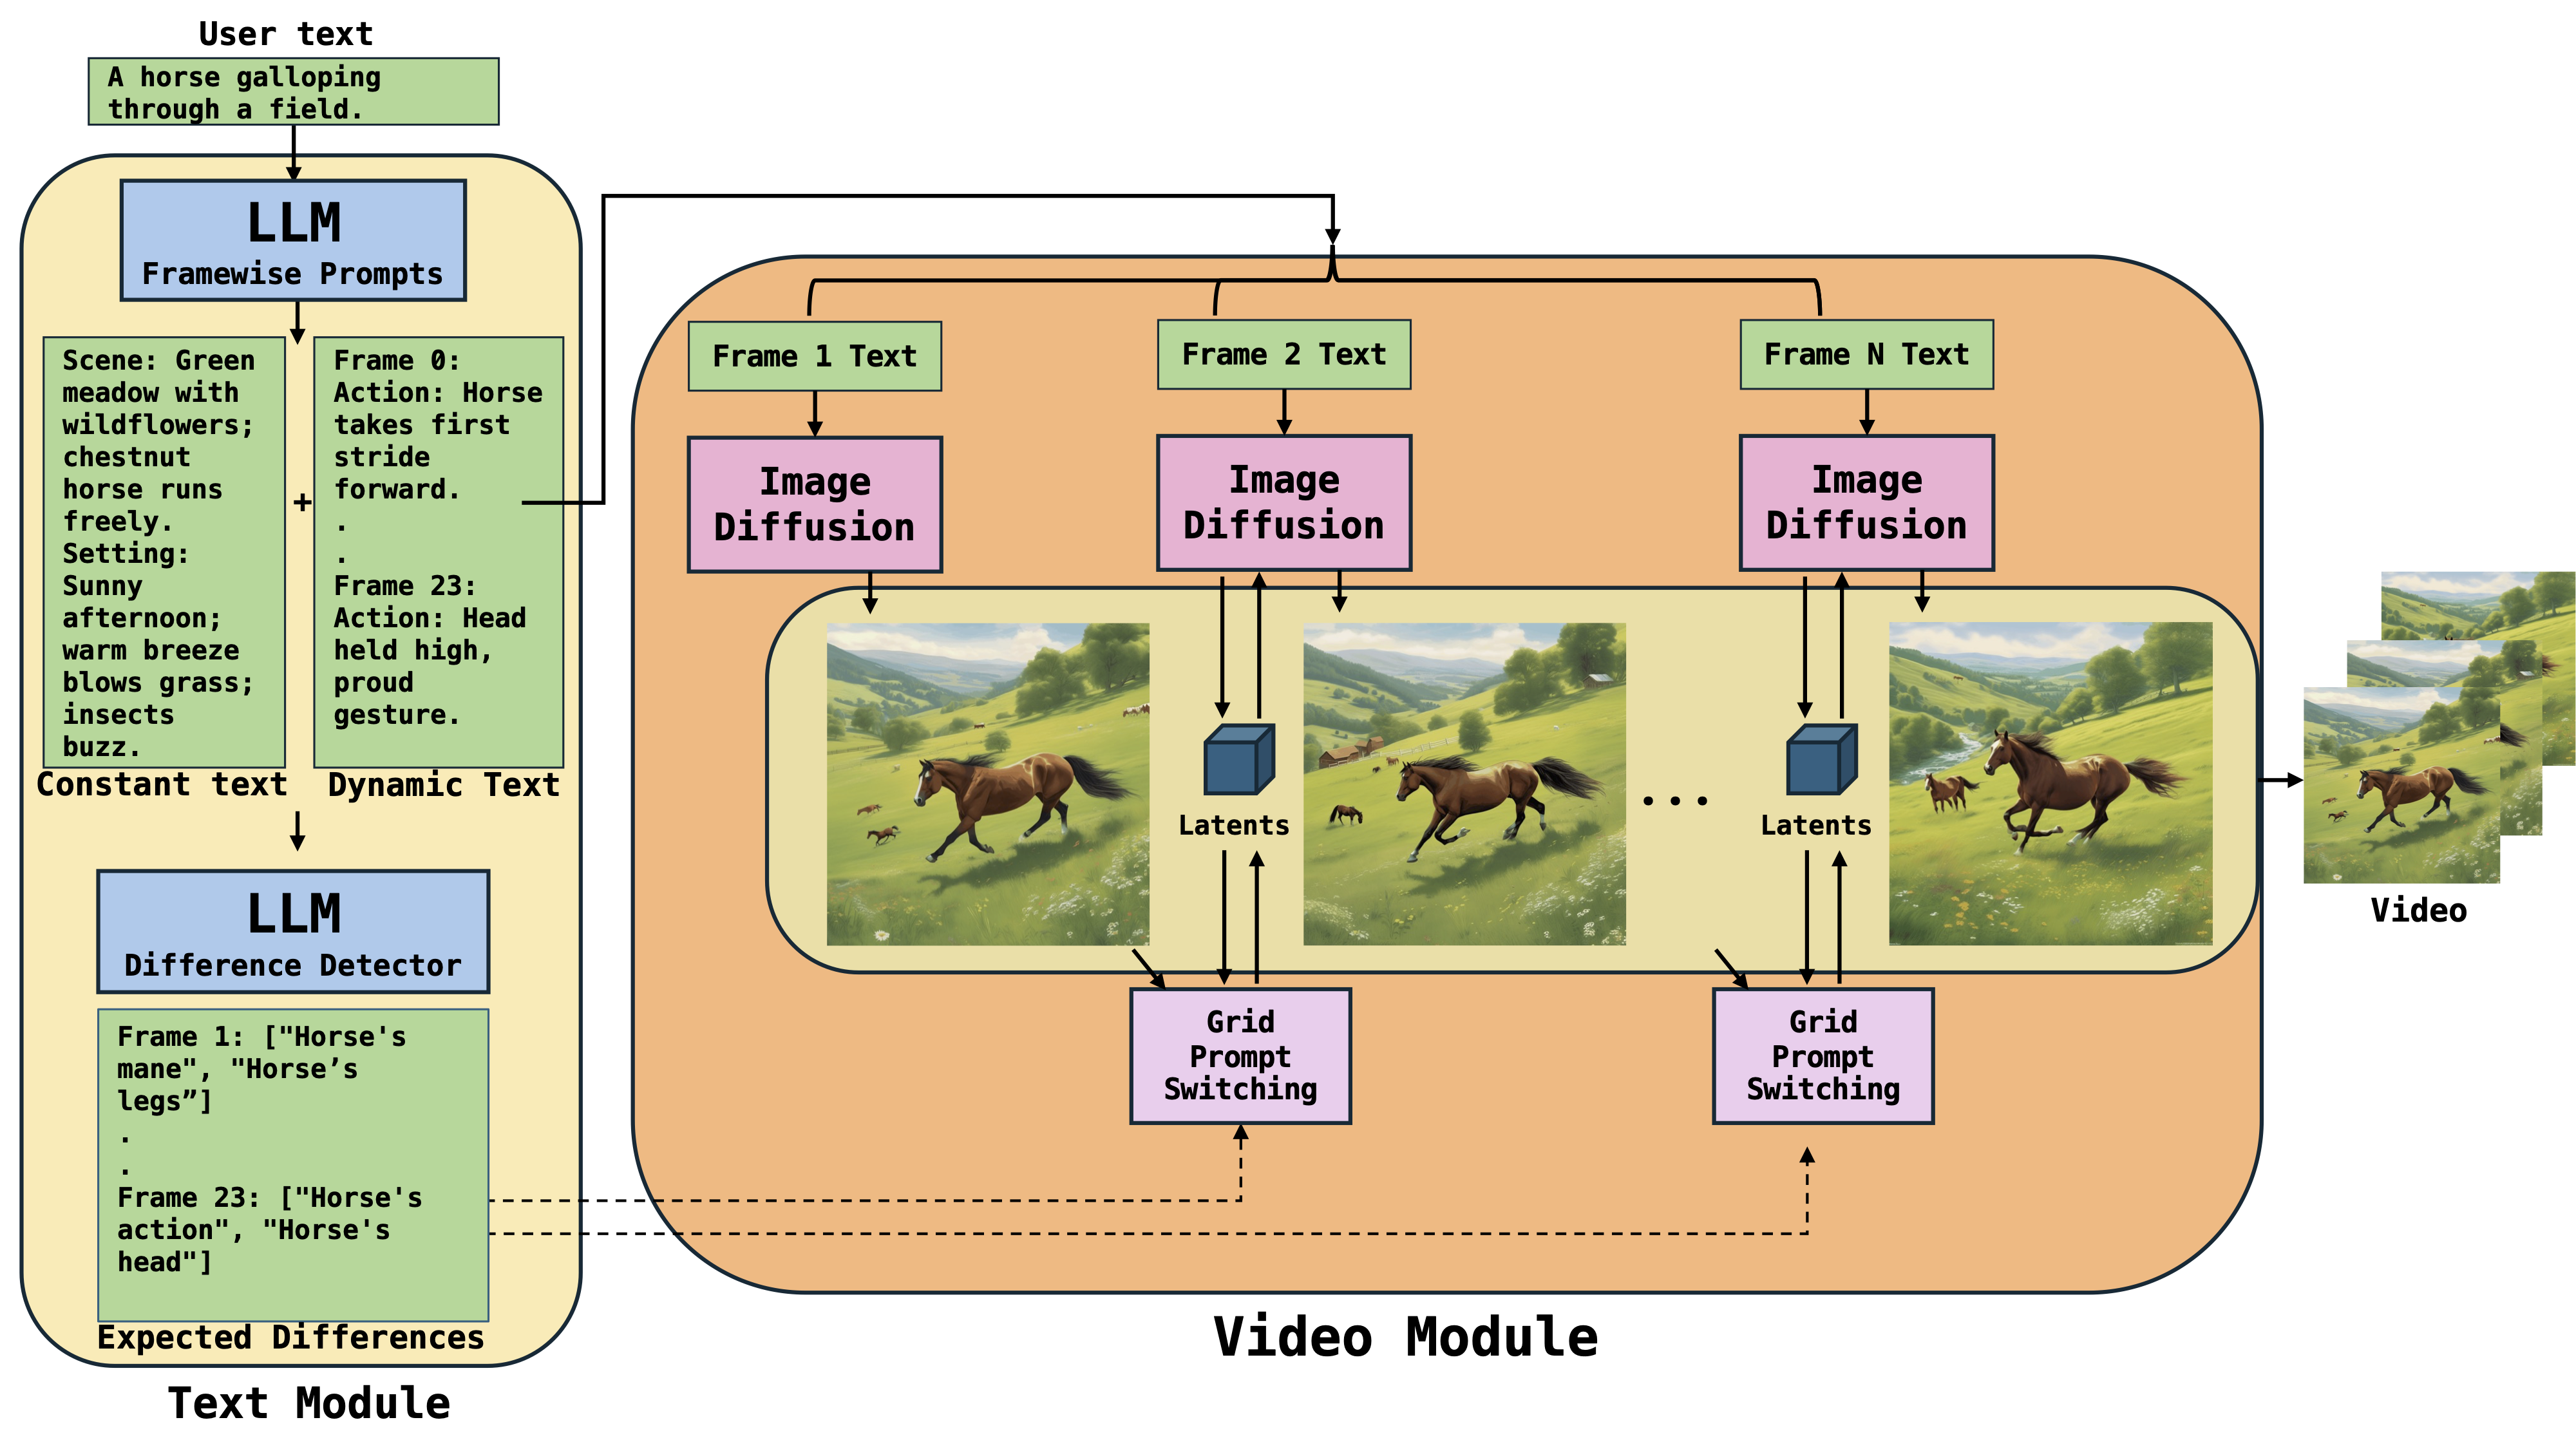 User text
A horse galloping
through a field.
LLM
Framewise Prompts
Scene: Green
meadow with
wildflowers;
chestnut
horse runs
freely.
Setting:
Sunny
afternoon;
warm breeze
blows grass;
insects
buzz.
Constant text
+
Frame 0:
Action: Horse
takes first
stride
forward.
.
.
Frame 23:
Action: Head
held high,
proud
gesture.
Dynamic Text
LLM
Difference Detector
Frame 1: ["Horse's
mane", "Horse’s
legs”]
.
.
Frame 23: ["Horse's
action", "Horse's
head"]
Expected Differences
Text Module
Frame 1 Text
Frame 2 Text
Frame N Text
Image
Diffusion
Image
Diffusion
Image
Diffusion
Latents
...
Latents
Grid
Prompt
Switching
Grid
Prompt
Switching
Video Module
Video